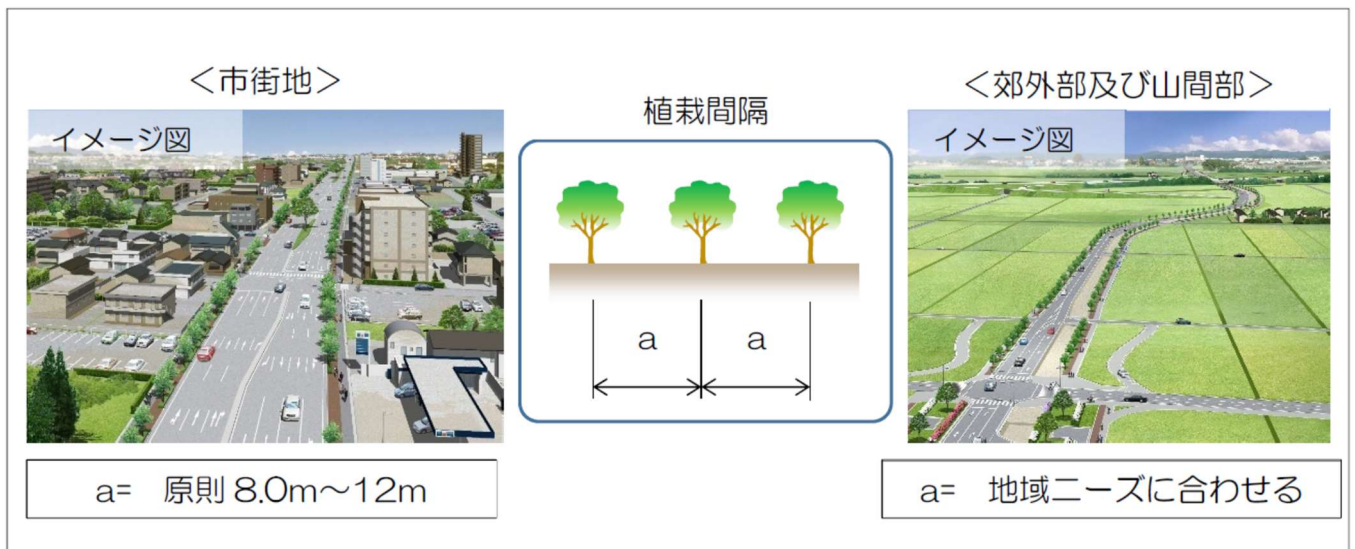 ＜市街地＞
イメージ図
a=　原則 8.0m～12m
植栽間隔
a
a
＜郊外部及び山間部＞
イメージ図
a=　地域ニーズに合わせる